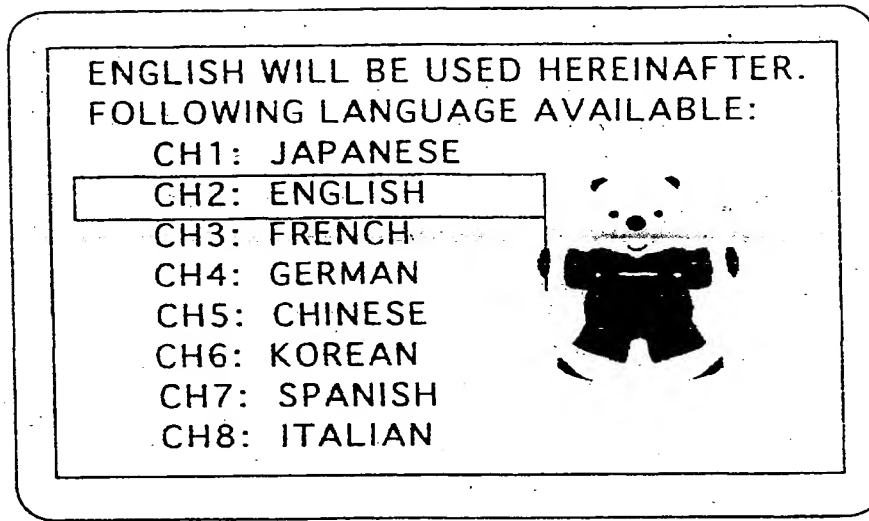 ENGLISH WILL BE USED HEREINAFTER.
FOLLOWING LANGUAGE AVAILABLE:
CH1: JAPANESE
CH2: ENGLISH
CH3: FRENCH
CH4: GERMAN
CH5: CHINESE
CH6: KOREAN
CH7: SPANISH
CH8: ITALIAN